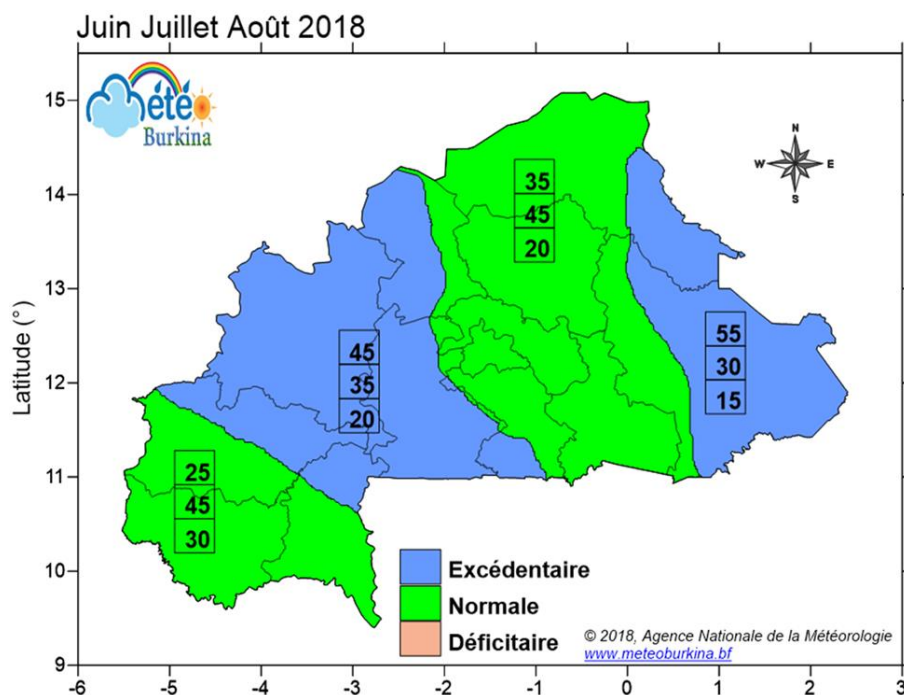 Juin Juillet Août 2018
été
Burkina
N
W E
S
15
14
13
12
11
10
9
Latitude (°)
35
45
20
45
35
20
55
30
15
25
45
30
Excédentaire
Normale
Déficitaire
© 2018, Agence Nationale de la Météorologie
www.meteoburkina.bf
-6 -5 -4 -3 -2 -1 0 1 2 3